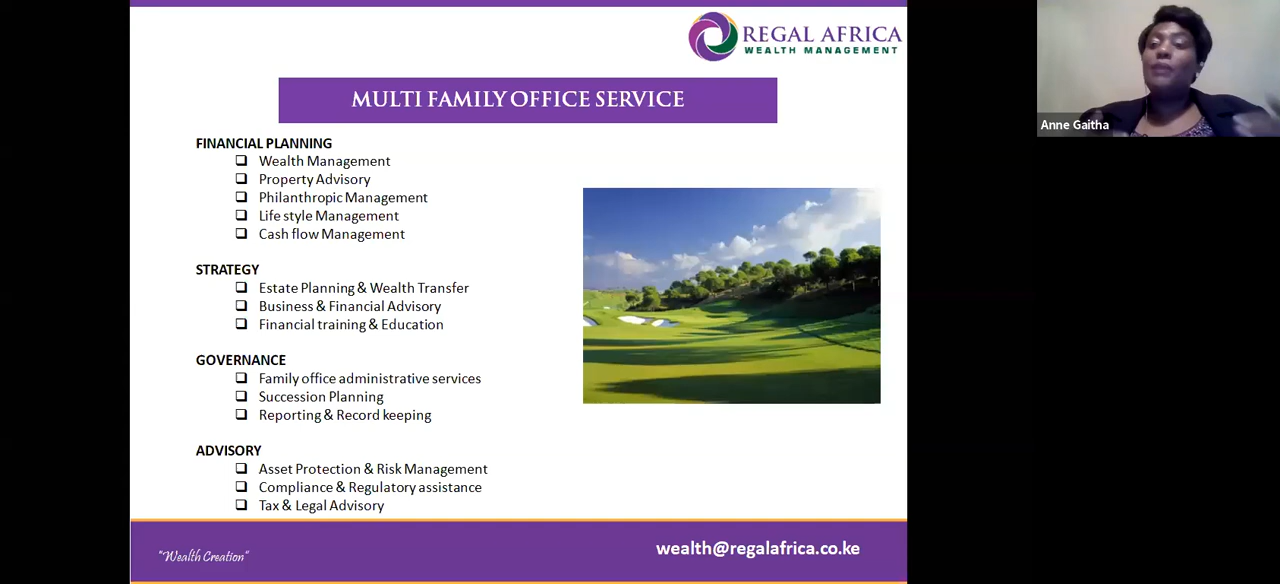 REGAL AFRICA
WEALTH MANAGEMENT
MULTI FAMILY OFFICE SERVICE
FINANCIAL PLANNING
Wealth Management
Property Advisory
Philanthropic Management
Life style Management
Cash flow Management
STRATEGY
Estate Planning & Wealth Transfer
Business & Financial Advisory
Financial training & Education
GOVERNANCE
Family office administrative services
Succession Planning
Reporting & Record keeping
ADVISORY
Asset Protection & Risk Management
Compliance & Regulatory assistance
Tax & Legal Advisory
"Wealth Creation"
wealth@regalafrica.co.ke
Anne Gaitha